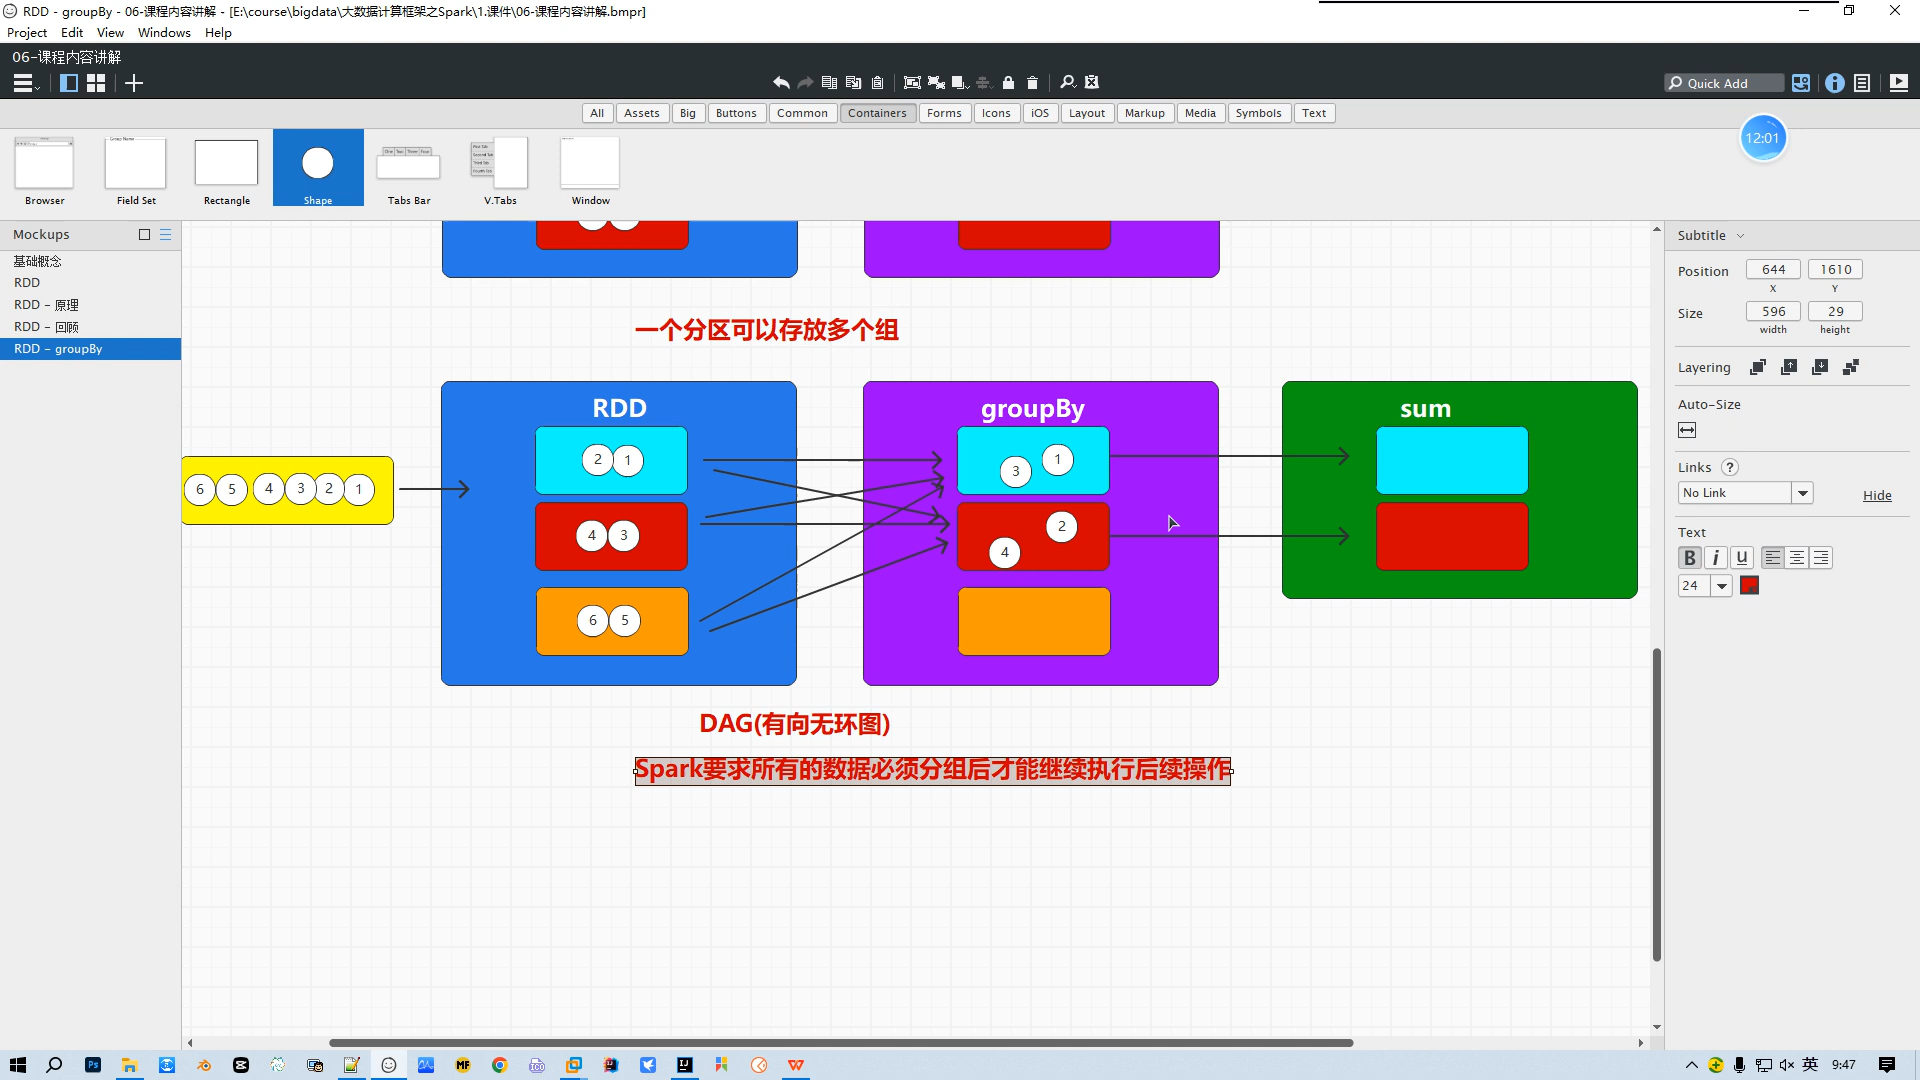 RDD - groupBy - 06-课程内容讲解 - [E:\course\bigdata\大数据计算框架之Spark\1.课件\06-课程内容讲解.bmpr]
Project Edit View Windows Help
06-课程内容讲解
Quick Add
All Assets Big Buttons Common Containers Forms Icons iOS Layout Markup Media Symbols Text
12:01
Browser Field Set Rectangle Shape Tabs Bar V.Tabs Window
Mockups
基础概念
RDD
RDD - 原理
RDD - 回顾
RDD - groupBy
一个分区可以存放多个组
RDD groupBy sum
6 5 4 3 2 1
2 1
4 3
6 5
3 1
2
4
DAG(有向无环图)
Spark要求所有的数据必须分组后才能继续执行后续操作
Subtitle
Position 644 1610
X Y
Size 596 29
width height
Layering
Auto-Size
Links ?
No Link Hide
Text
B i U
24
英 9:47